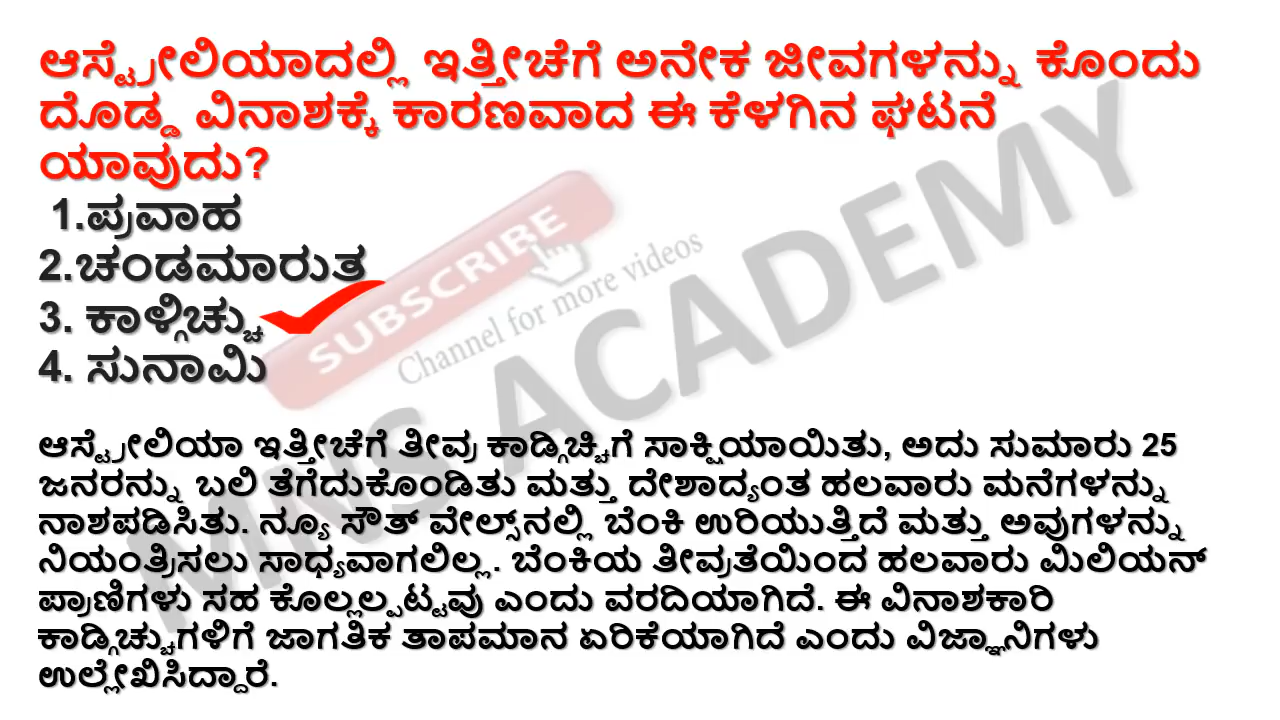 ಆಸ್ಟ್ರೇಲಿಯಾದಲ್ಲಿ ಇತ್ತೀಚೆಗೆ ಅನೇಕ ಜೀವಗಳನ್ನು ಕೊಂದು
ದೊಡ್ಡ ವಿನಾಶಕ್ಕೆ ಕಾರಣವಾದ ಈ ಕೆಳಗಿನ ಘಟನೆ
ಯಾವುದು?
1.ಪ್ರವಾಹ
2.ಚಂಡಮಾರುತ
3. ಕಾಳ್ಗಿಚ್ಚು
4. ಸುನಾಮಿ
SUBSCRIBE
Channel for more videos
MNS ACADEMY
ಆಸ್ಟ್ರೇಲಿಯಾ ಇತ್ತೀಚೆಗೆ ತೀವ್ರ ಕಾಡ್ಗಿಚ್ಚಿಗೆ ಸಾಕ್ಷಿಯಾಯಿತು, ಅದು ಸುಮಾರು 25
ಜನರನ್ನು ಬಲಿ ತೆಗೆದುಕೊಂಡಿತು ಮತ್ತು ದೇಶಾದ್ಯಂತ ಹಲವಾರು ಮನೆಗಳನ್ನು
ನಾಶಪಡಿಸಿತು. ನ್ಯೂ ಸೌತ್ ವೇಲ್ಸ್‌ನಲ್ಲಿ ಬೆಂಕಿ ಉರಿಯುತ್ತಿದೆ ಮತ್ತು ಅವುಗಳನ್ನು
ನಿಯಂತ್ರಿಸಲು ಸಾಧ್ಯವಾಗಲಿಲ್ಲ. ಬೆಂಕಿಯ ತೀವ್ರತೆಯಿಂದ ಹಲವಾರು ಮಿಲಿಯನ್
ಪ್ರಾಣಿಗಳು ಸಹ ಕೊಲ್ಲಲ್ಪಟ್ಟವು ಎಂದು ವರದಿಯಾಗಿದೆ. ಈ ವಿನಾಶಕಾರಿ
ಕಾಡ್ಗಿಚ್ಚುಗಳಿಗೆ ಜಾಗತಿಕ ತಾಪಮಾನ ಏರಿಕೆಯಾಗಿದೆ ಎಂದು ವಿಜ್ಞಾನಿಗಳು
ಉಲ್ಲೇಖಿಸಿದ್ದಾರೆ.